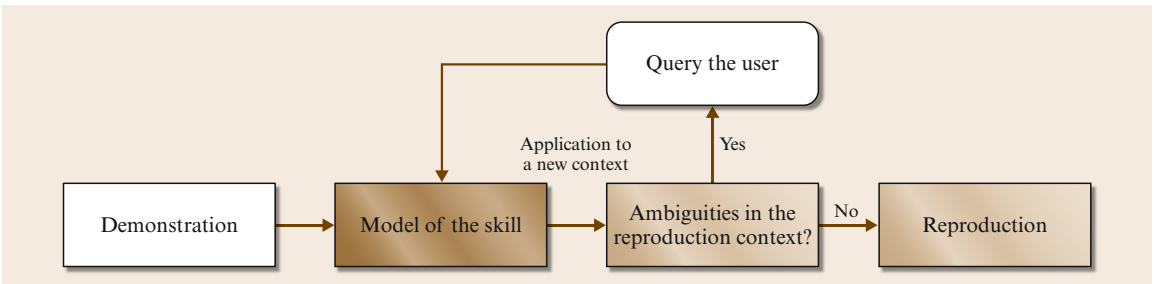 Query the user
Application to
a new context
Yes
Demonstration
Model of the skill
Ambiguities in the
reproduction context?
No
Reproduction